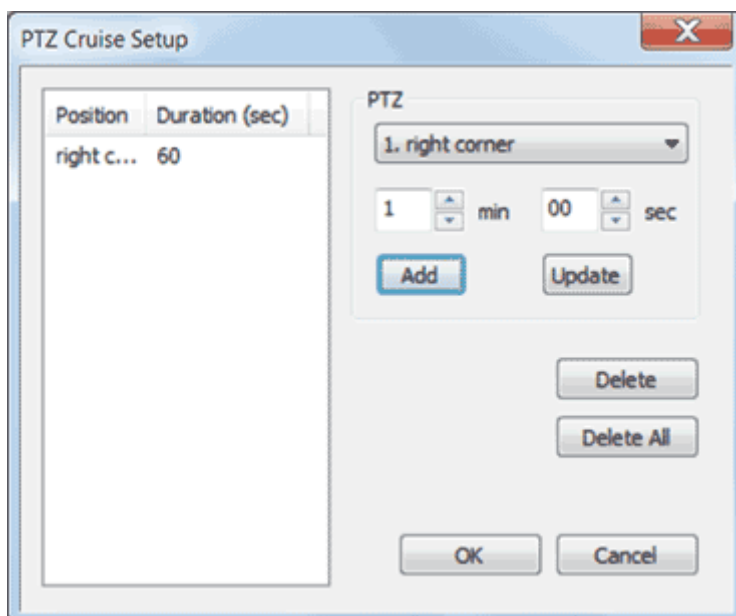 PTZ Cruise Setup
Position Duration (sec)
right c... 60
PTZ
1. right corner
1 min 00 sec
Add Update
Delete
Delete All
OK Cancel